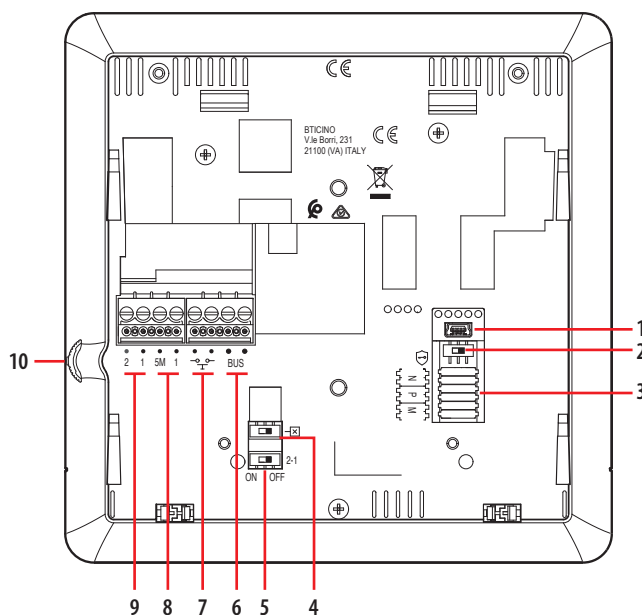 BTICINO
V.le Borri, 231
21100 (VA) ITALY
CE
CE
1
2
3
10
2 1 5M 1 BUS
N
P
M
2-1
ON OFF
9 8 7 6 5 4